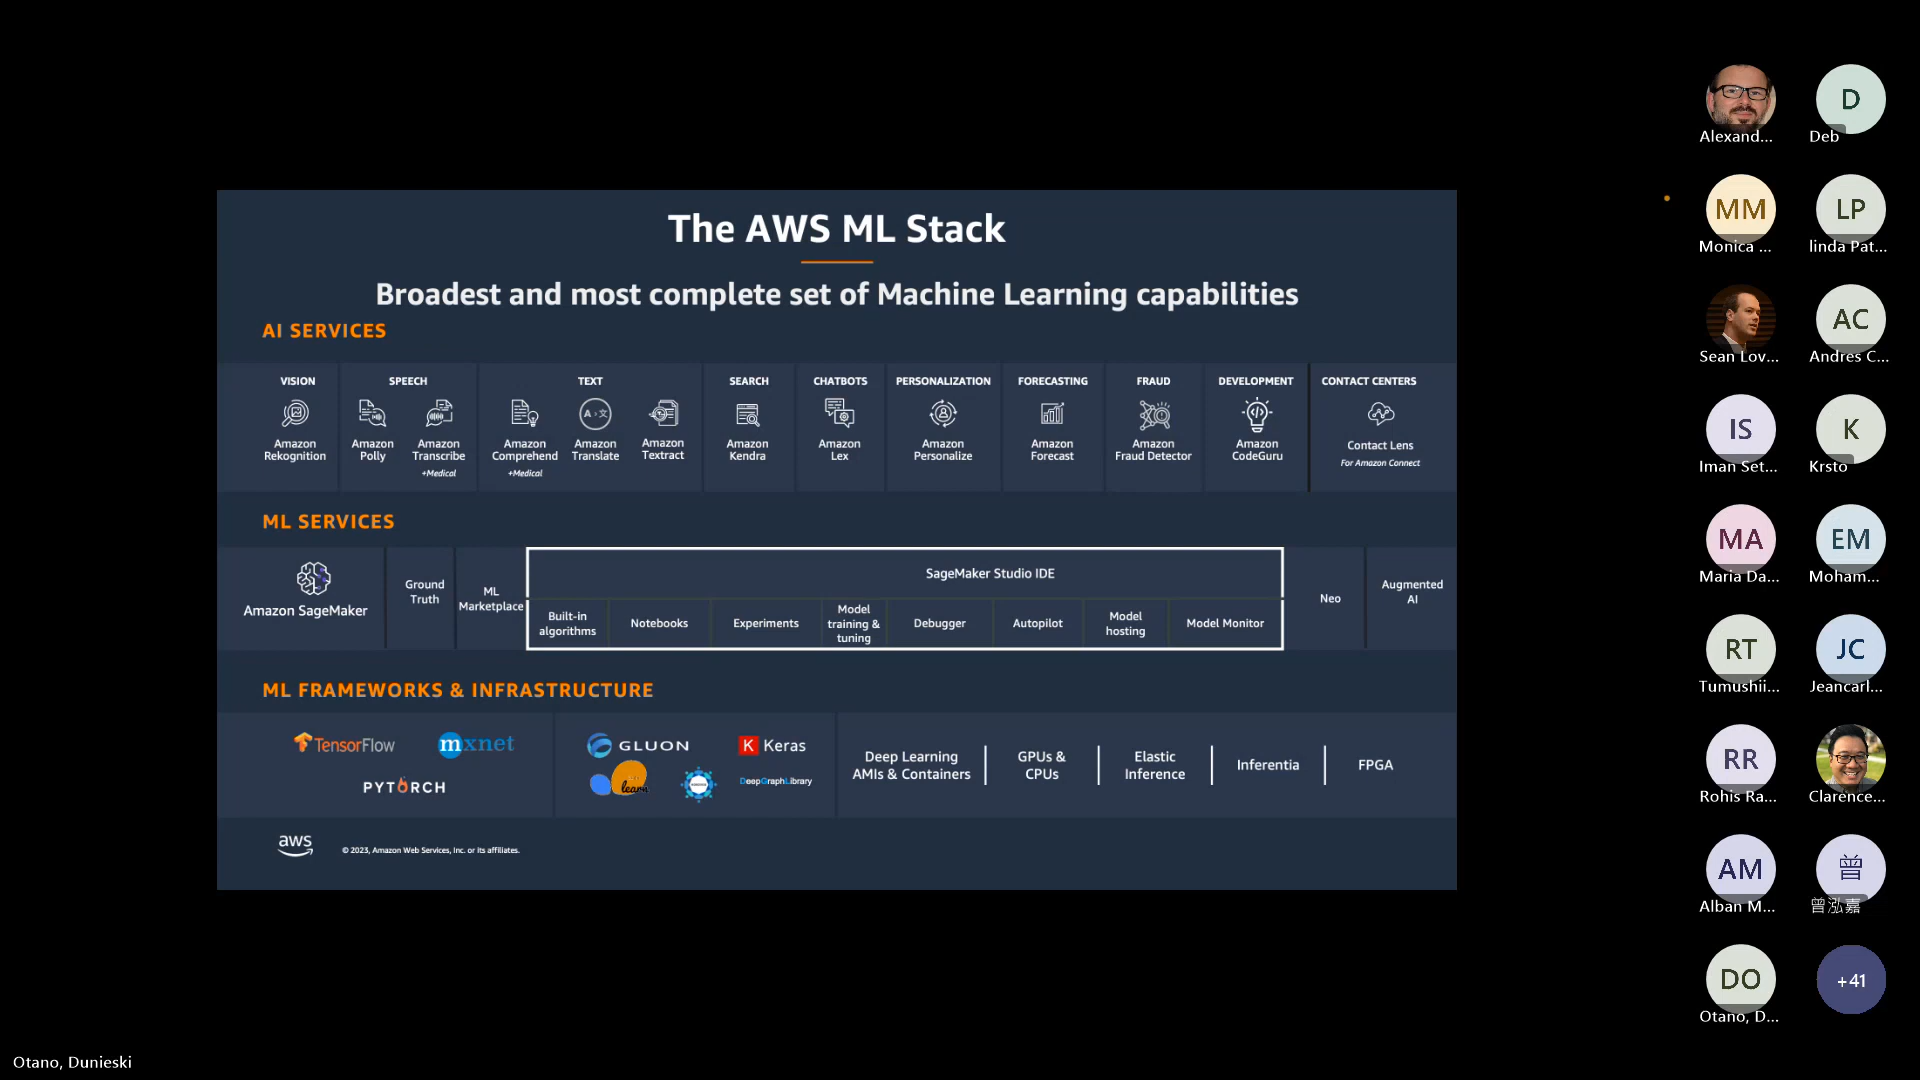 The AWS ML Stack
Broadest and most complete set of Machine Learning capabilities
AI SERVICES
VISION
Amazon
Rekognition
SPEECH
Amazon
Polly
Amazon
Transcribe
+Medical
TEXT
Amazon
Comprehend
+Medical
A
文
Amazon
Translate
Amazon
Textract
SEARCH
Amazon
Kendra
CHATBOTS
Amazon
Lex
PERSONALIZATION
Amazon
Personalize
FORECASTING
Amazon
Forecast
FRAUD
Amazon
Fraud Detector
DEVELOPMENT
Amazon
CodeGuru
CONTACT CENTERS
Contact Lens
For Amazon Connect
ML SERVICES
Amazon SageMaker
Ground
Truth
ML
Marketplace
SageMaker Studio IDE
Built-in
algorithms
Notebooks
Experiments
Model
training &
tuning
Debugger
Autopilot
Model
hosting
Model Monitor
Neo
Augmented
AI
ML FRAMEWORKS & INFRASTRUCTURE
TensorFlow
mxnet
PYTORCH
GLUON
K Keras
learn
DeepGraphLibrary
Deep Learning
AMIs & Containers
GPUs &
CPUs
Elastic
Inference
Inferentia
FPGA
aws
© 2023, Amazon Web Services, Inc. or its affiliates.
Alexand...
D
Deb
MM
Monica ...
LP
linda Pat...
Sean Lov...
AC
Andres C...
IS
Iman Set...
K
Krsto
MA
Maria Da...
EM
Moham...
RT
Tumushii...
JC
Jeancarl...
RR
Rohis Ra...
Clarence...
AM
Alban M...
曾
曾泓嘉
DO
Otano, D...
+41
Otano, Dunieski